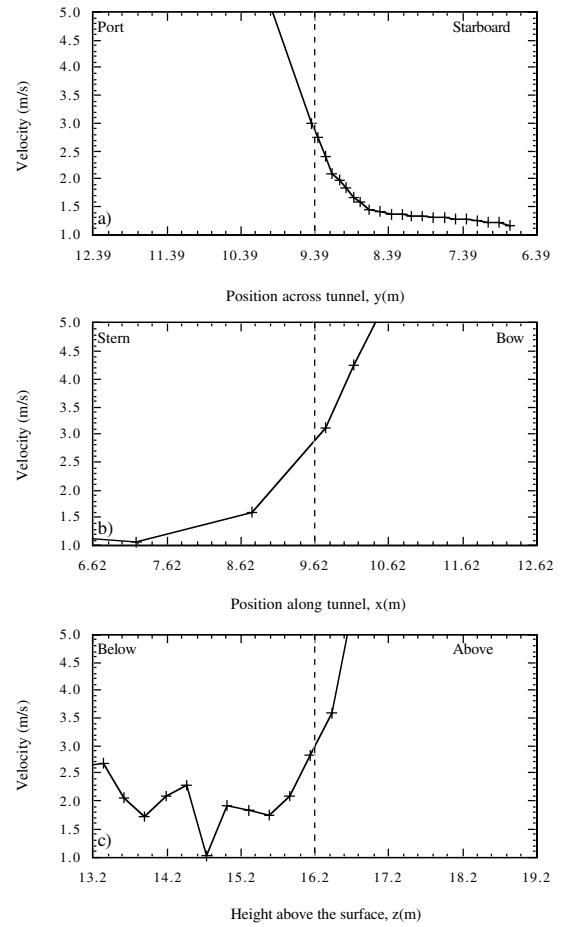 5.0
Port
Starboard
4.5
4.0
3.5
Velocity (m/s)
3.0
2.5
2.0
1.5
a)
1.0
12.39 11.39 10.39 9.39 8.39 7.39 6.39
Position across tunnel, y(m)
5.0
Stern
Bow
4.5
4.0
3.5
Velocity (m/s)
3.0
2.5
2.0
1.5
b)
1.0
6.62 7.62 8.62 9.62 10.62 11.62 12.62
Position along tunnel, x(m)
5.0
Below
Above
4.5
4.0
3.5
Velocity (m/s)
3.0
2.5
2.0
1.5
c)
1.0
13.2 14.2 15.2 16.2 17.2 18.2 19.2
Height above the surface, z(m)